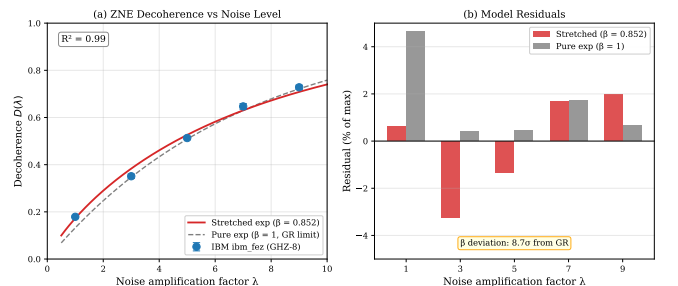 (a) ZNE Decoherence vs Noise Level
R² = 0.99
Decoherence D(λ)
1.0
0.8
0.6
0.4
0.2
0.0
0 2 4 6 8 10
Noise amplification factor λ
Stretched exp (β = 0.852)
Pure exp (β = 1, GR limit)
IBM ibm_fez (GHZ-8)
(b) Model Residuals
Stretched (β = 0.852)
Pure exp (β = 1)
Residual (% of max)
4
2
0
−2
−4
β deviation: 8.7σ from GR
1 3 5 7 9
Noise amplification factor λ